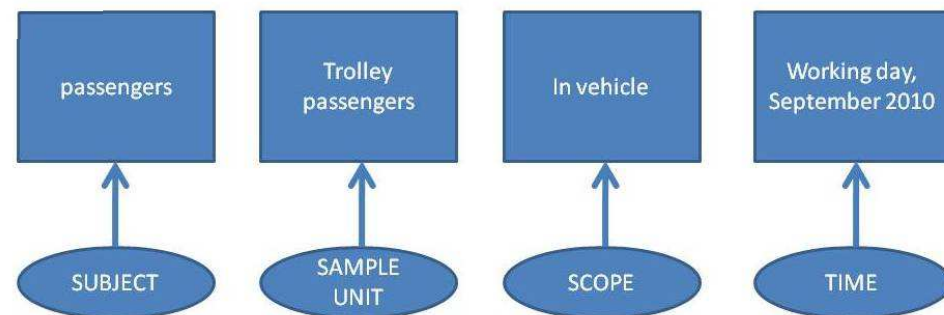 passengers
Trolley
passengers
In vehicle
Working day,
September 2010
SUBJECT
SAMPLE
UNIT
SCOPE
TIME